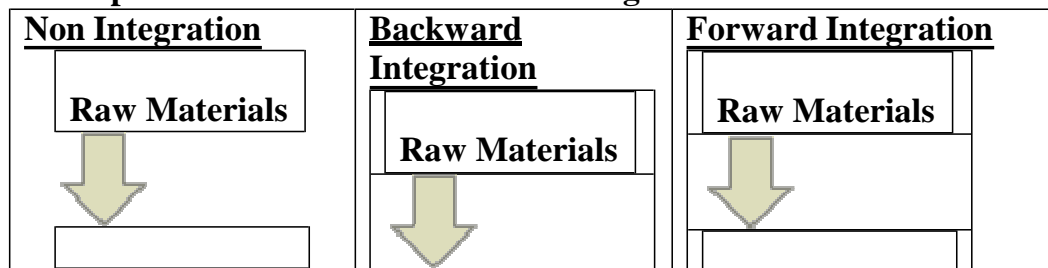 Non Integration
Raw Materials
Backward
Integration
Raw Materials
Forward Integration
Raw Materials